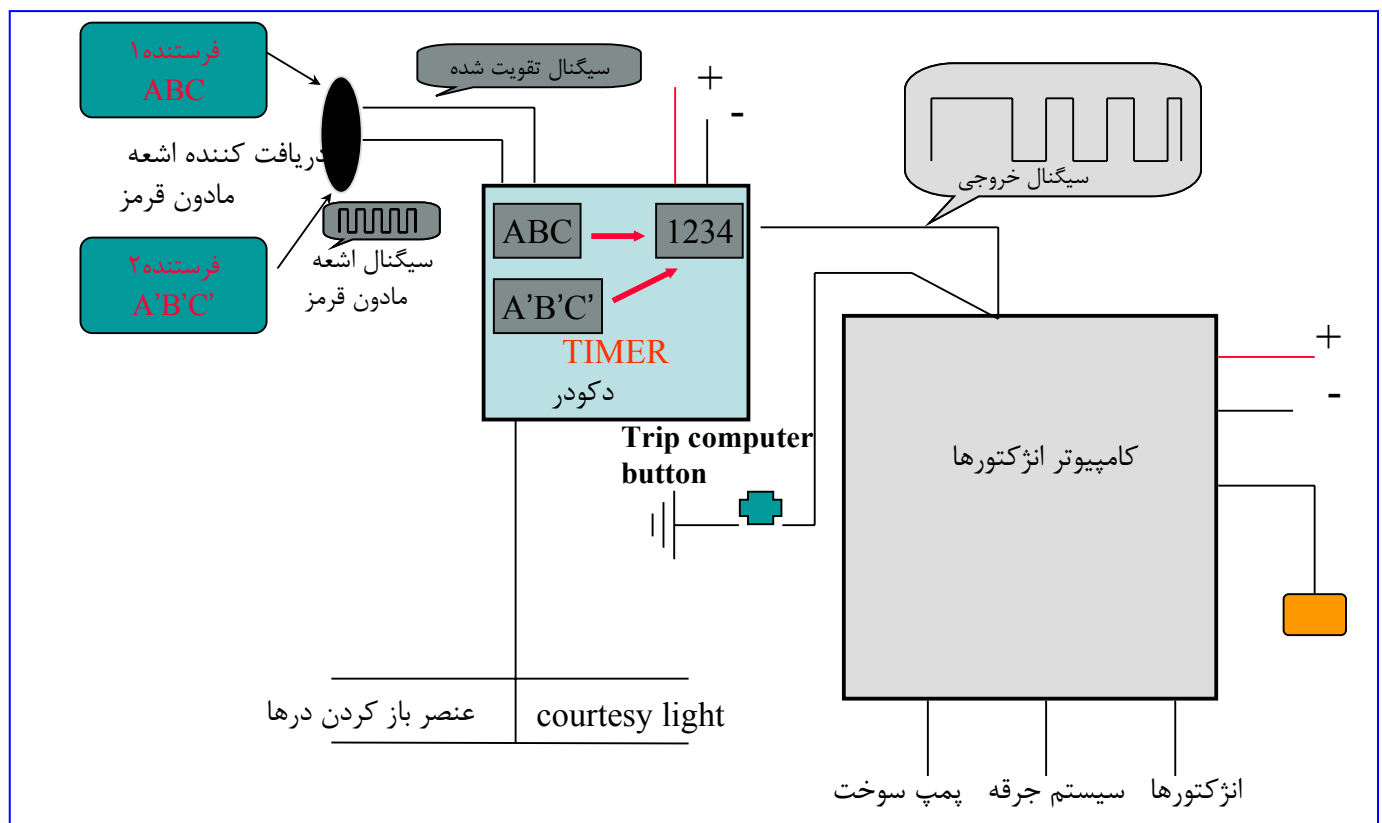 فرستنده۱
ABC
سیگنال تقویت شده
+
-
دریافت کننده اشعه
مادون قرمز
سیگنال خروجی
فرستنده۲
A'B'C'
سیگنال اشعه
مادون قرمز
ABC
1234
A'B'C'
TIMER
دکودر
Trip computer
button
+
-
کامپیوتر انژکتورها
عنصر باز کردن درها
courtesy light
پمپ سوخت
سیستم جرقه
انژکتورها